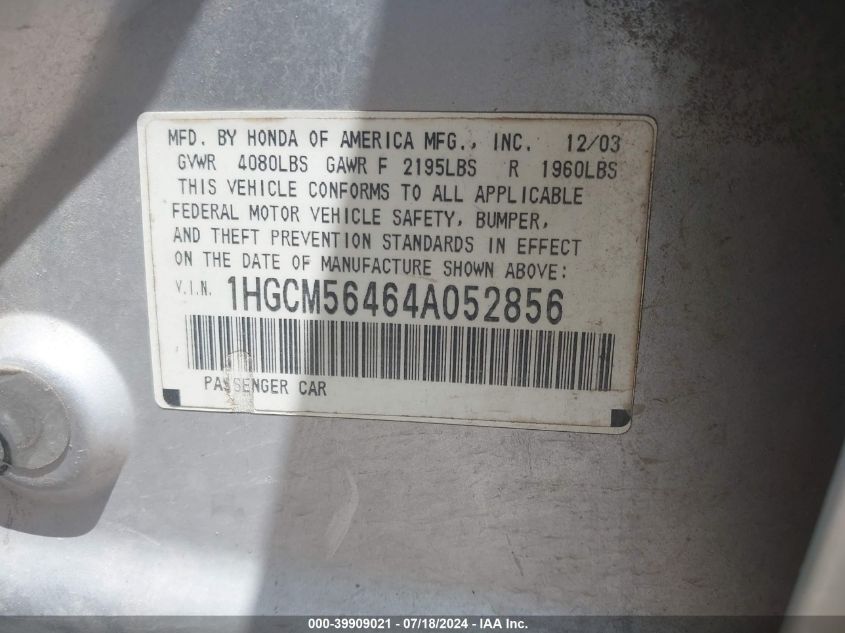 MFD. BY HONDA OF AMERICA MFG., INC. 12/03
GVWR 4080LBS GAWR F 2195LBS R 1960LBS
THIS VEHICLE CONFORMS TO ALL APPLICABLE
FEDERAL MOTOR VEHICLE SAFETY, BUMPER,
AND THEFT PREVENTION STANDARDS IN EFFECT
ON THE DATE OF MANUFACTURE SHOWN ABOVE:
V.I.N. 1HGCM56464A052856
PASSENGER CAR
000-39909021 - 07/18/2024 - IAA Inc.